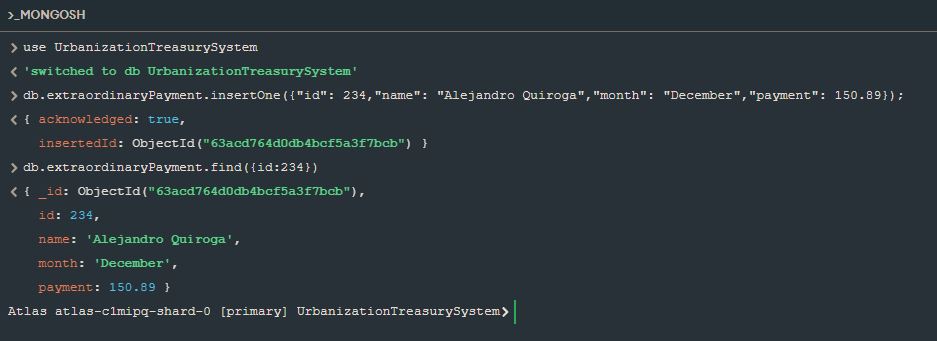 >_MONGOSH
> use UrbanizationTreasurySystem
< 'switched to db UrbanizationTreasurySystem'
> db.extraordinaryPayment.insertOne({"id": 234,"name": "Alejandro Quiroga","month": "December","payment": 150.89});
< { acknowledged: true,
insertedId: ObjectId("63acd764d0db4bcf5a3f7bcb") }
> db.extraordinaryPayment.find({id:234})
< { _id: ObjectId("63acd764d0db4bcf5a3f7bcb"),
id: 234,
name: 'Alejandro Quiroga',
month: 'December',
payment: 150.89 }
Atlas atlas-c1mipq-shard-0 [primary] UrbanizationTreasurySystem>